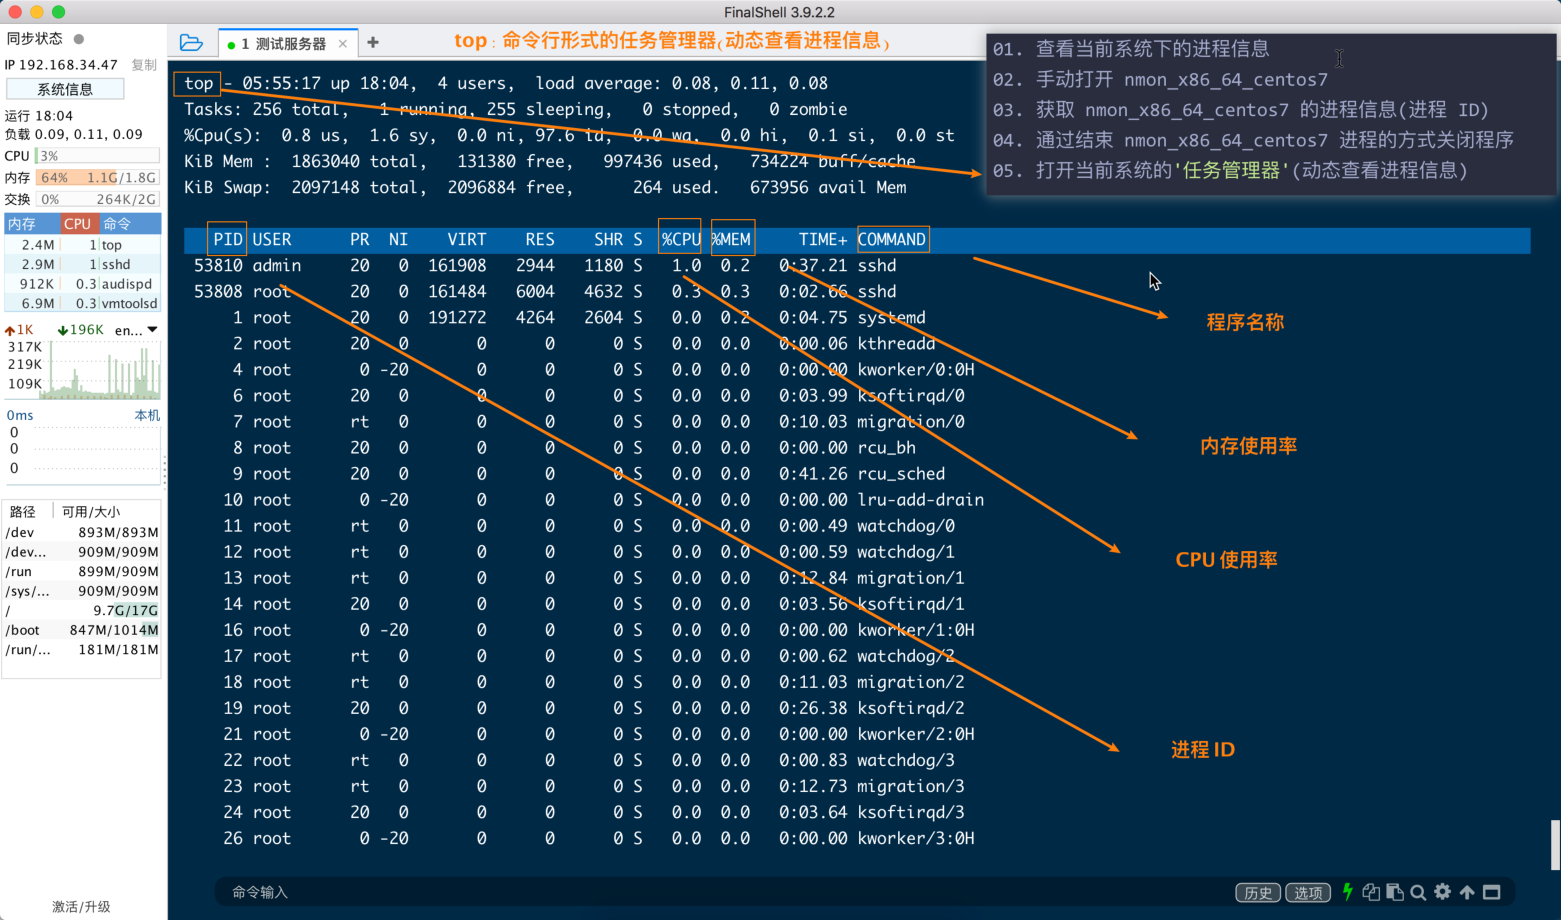 FinalShell 3.9.2.2
同步状态
IP 192.168.34.47 复制
系统信息
运行 18:04
负载 0.09, 0.11, 0.09
CPU 3%
内存 64% 1.1G/1.8G
交换 0% 264K/2G
内存 CPU 命令
2.4M 1 top
2.9M 1 sshd
912K 0.3 audispd
6.9M 0.3 vmtoolsd
1K 196K en...
317K
219K
109K
0ms 本机
0
0
0
路径 可用/大小
/dev 893M/893M
/dev... 909M/909M
/run 899M/909M
/sys/... 909M/909M
/ 9.7G/17G
/boot 847M/1014M
/run/... 181M/181M
激活/升级
1 测试服务器 × +
top : 命令行形式的任务管理器(动态查看进程信息)
01. 查看当前系统下的进程信息
02. 手动打开 nmon_x86_64_centos7
03. 获取 nmon_x86_64_centos7 的进程信息(进程 ID)
04. 通过结束 nmon_x86_64_centos7 进程的方式关闭程序
05. 打开当前系统的'任务管理器'(动态查看进程信息)
top - 05:55:17 up 18:04, 4 users, load average: 0.08, 0.11, 0.08
Tasks: 256 total, 1 running, 255 sleeping, 0 stopped, 0 zombie
%Cpu(s): 0.8 us, 1.6 sy, 0.0 ni, 97.6 id, 0.0 wa, 0.0 hi, 0.1 si, 0.0 st
KiB Mem : 1863040 total, 131380 free, 997436 used, 734224 buff/cache
KiB Swap: 2097148 total, 2096884 free, 264 used. 673956 avail Mem
PID USER PR NI VIRT RES SHR S %CPU %MEM TIME+ COMMAND
53810 admin 20 0 161908 2944 1180 S 1.0 0.2 0:37.21 sshd
53808 root 20 0 161484 6004 4632 S 0.3 0.3 0:02.66 sshd
1 root 20 0 191272 4264 2604 S 0.0 0.2 0:04.75 systemd
2 root 20 0 0 0 0 S 0.0 0.0 0:00.06 kthreadd
4 root 0 -20 0 0 0 S 0.0 0.0 0:00.00 kworker/0:0H
6 root 20 0 0 0 0 S 0.0 0.0 0:03.99 ksoftirqd/0
7 root rt 0 0 0 0 S 0.0 0.0 0:10.03 migration/0
8 root 20 0 0 0 0 S 0.0 0.0 0:00.00 rcu_bh
9 root 20 0 0 0 0 S 0.0 0.0 0:41.26 rcu_sched
10 root 0 -20 0 0 0 S 0.0 0.0 0:00.00 lru-add-drain
11 root rt 0 0 0 0 S 0.0 0.0 0:00.49 watchdog/0
12 root rt 0 0 0 0 S 0.0 0.0 0:00.59 watchdog/1
13 root rt 0 0 0 0 S 0.0 0.0 0:12.84 migration/1
14 root 20 0 0 0 0 S 0.0 0.0 0:03.56 ksoftirqd/1
16 root 0 -20 0 0 0 S 0.0 0.0 0:00.00 kworker/1:0H
17 root rt 0 0 0 0 S 0.0 0.0 0:00.62 watchdog/2
18 root rt 0 0 0 0 S 0.0 0.0 0:11.03 migration/2
19 root 20 0 0 0 0 S 0.0 0.0 0:26.38 ksoftirqd/2
21 root 0 -20 0 0 0 S 0.0 0.0 0:00.00 kworker/2:0H
22 root rt 0 0 0 0 S 0.0 0.0 0:00.83 watchdog/3
23 root rt 0 0 0 0 S 0.0 0.0 0:12.73 migration/3
24 root 20 0 0 0 0 S 0.0 0.0 0:03.64 ksoftirqd/3
26 root 0 -20 0 0 0 S 0.0 0.0 0:00.00 kworker/3:0H
程序名称
内存使用率
CPU 使用率
进程 ID
命令输入
历史 选项